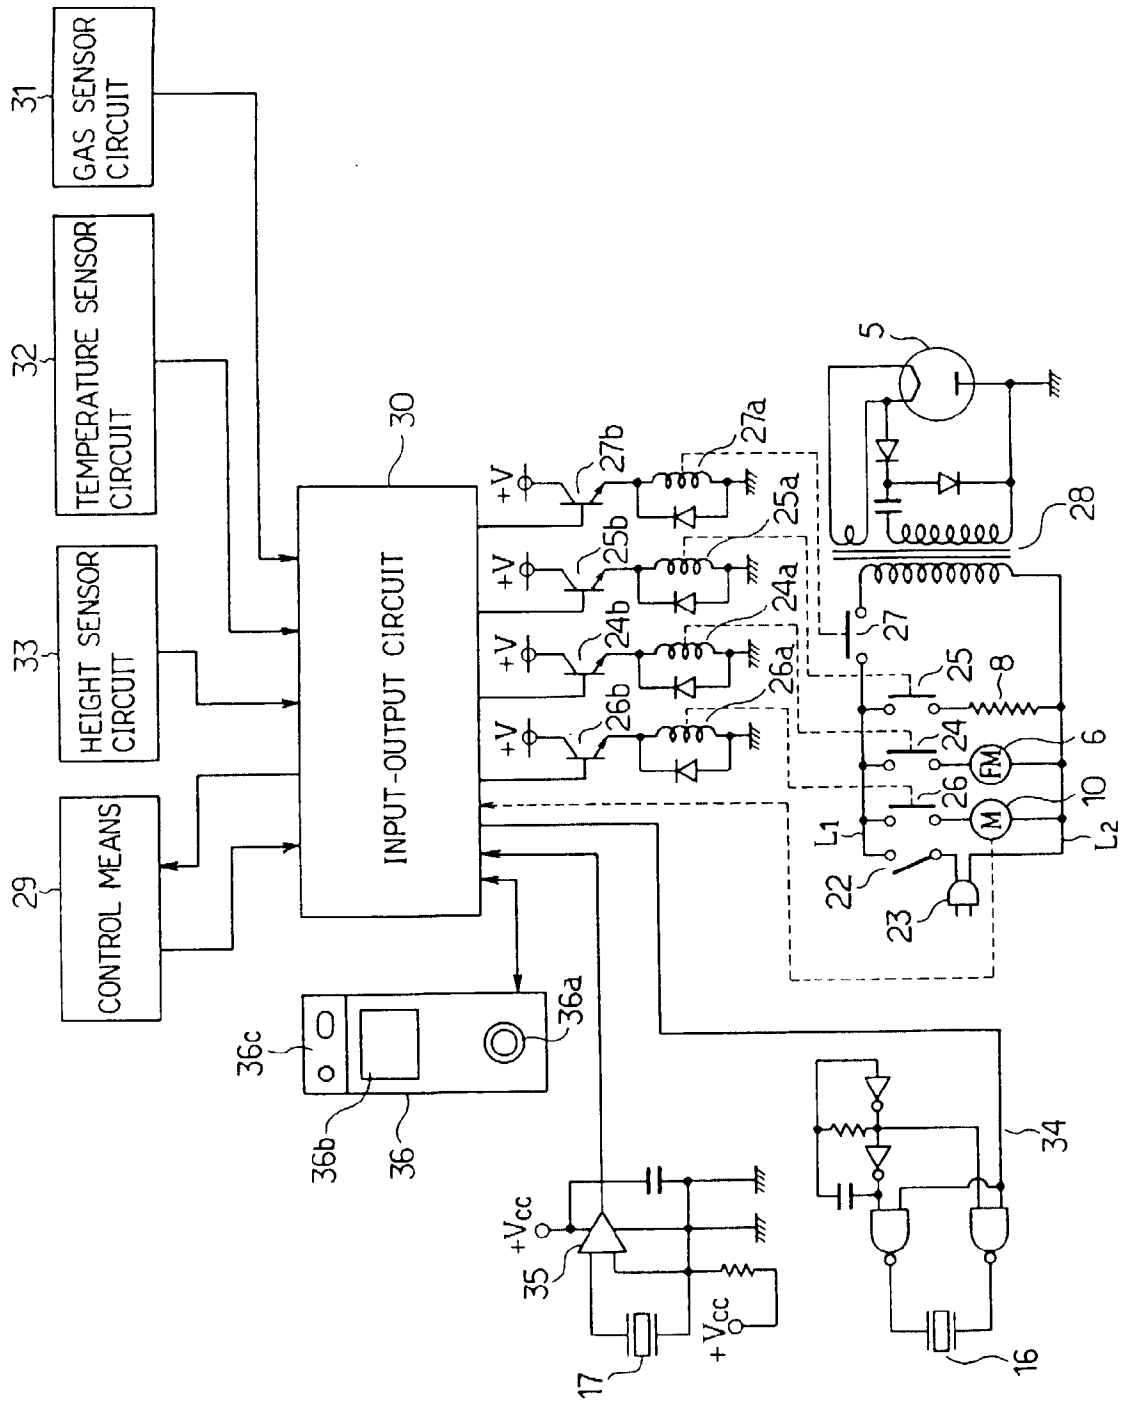 31
GAS SENSOR
CIRCUIT
32
TEMPERATURE SENSOR
CIRCUIT
33
HEIGHT SENSOR
CIRCUIT
29
CONTROL MEANS
30
INPUT-OUTPUT CIRCUIT
36c
36b
36
36a
+V
27b
27a
+V
25b
25a
+V
24b
24a
+V
26b
26a
5
28
27
25
8
24
FM
6
26
M
10
L1
L2
22
23
+Vcc
35
17
+Vcc
34
16